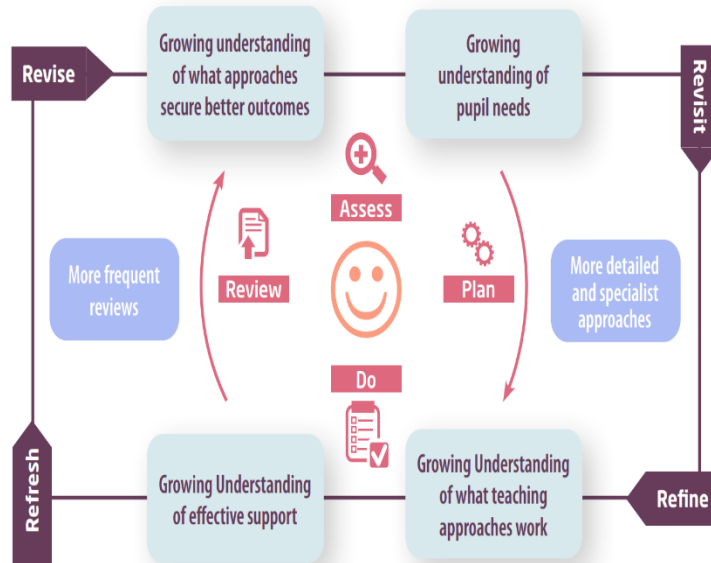 Revise
Growing understanding
of what approaches
secure better outcomes
Growing
understanding of
pupil needs
Revisit
Assess
More frequent
reviews
Review
Plan
More detailed
and specialist
approaches
Do
Refresh
Growing Understanding
of effective support
Growing Understanding
of what teaching
approaches work
Refine